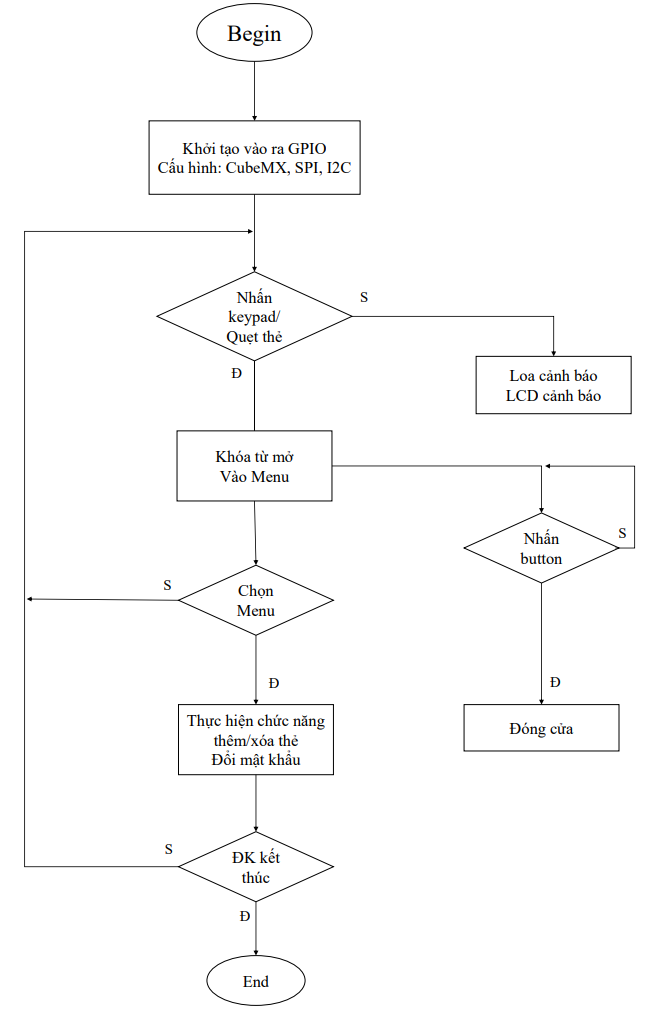 Begin
Khởi tạo vào ra GPIO
Cấu hình: CubeMX, SPI, I2C
Nhấn
keypad/
Quẹt thẻ
S
Đ
Loa cảnh báo
LCD cảnh báo
Khóa từ mở
Vào Menu
Nhấn
button
S
Chọn
Menu
S
Đ
Đ
Thực hiện chức năng
thêm/xóa thẻ
Đổi mật khẩu
Đóng cửa
ĐK kết
thúc
S
Đ
End